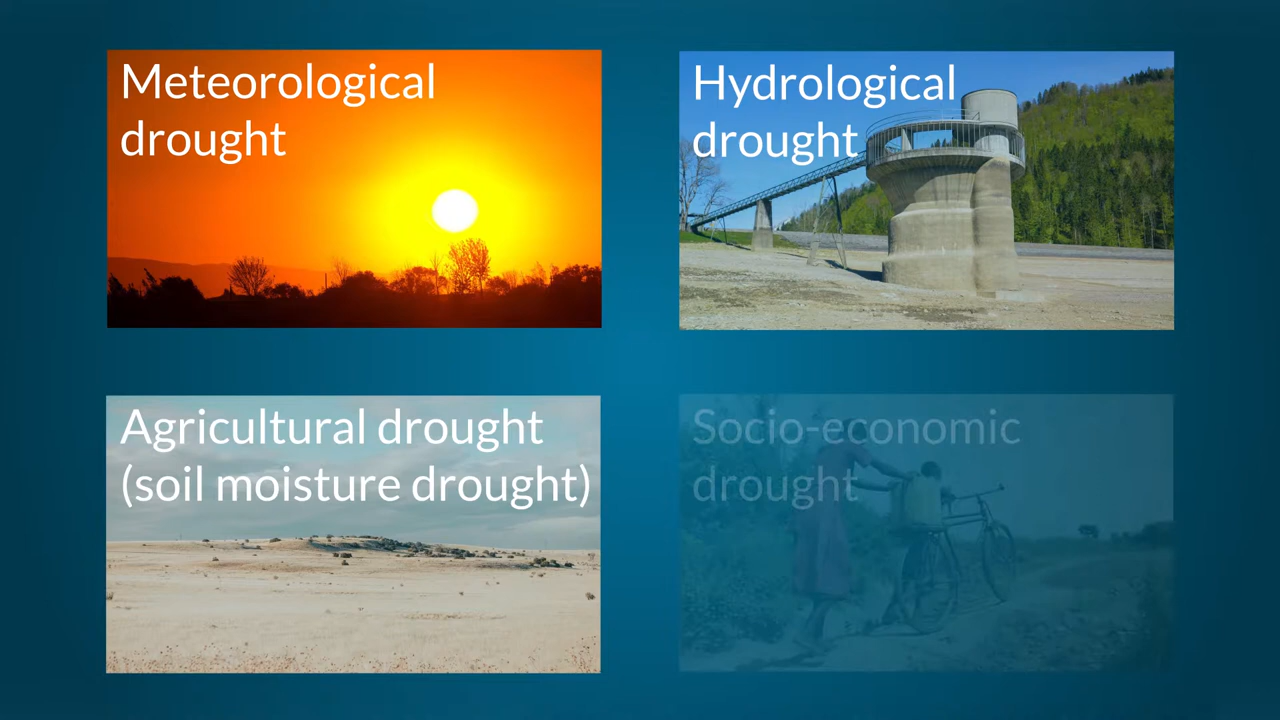 Meteorological
drought
Hydrological
drought
Agricultural drought
(soil moisture drought)
Socio-economic
drought